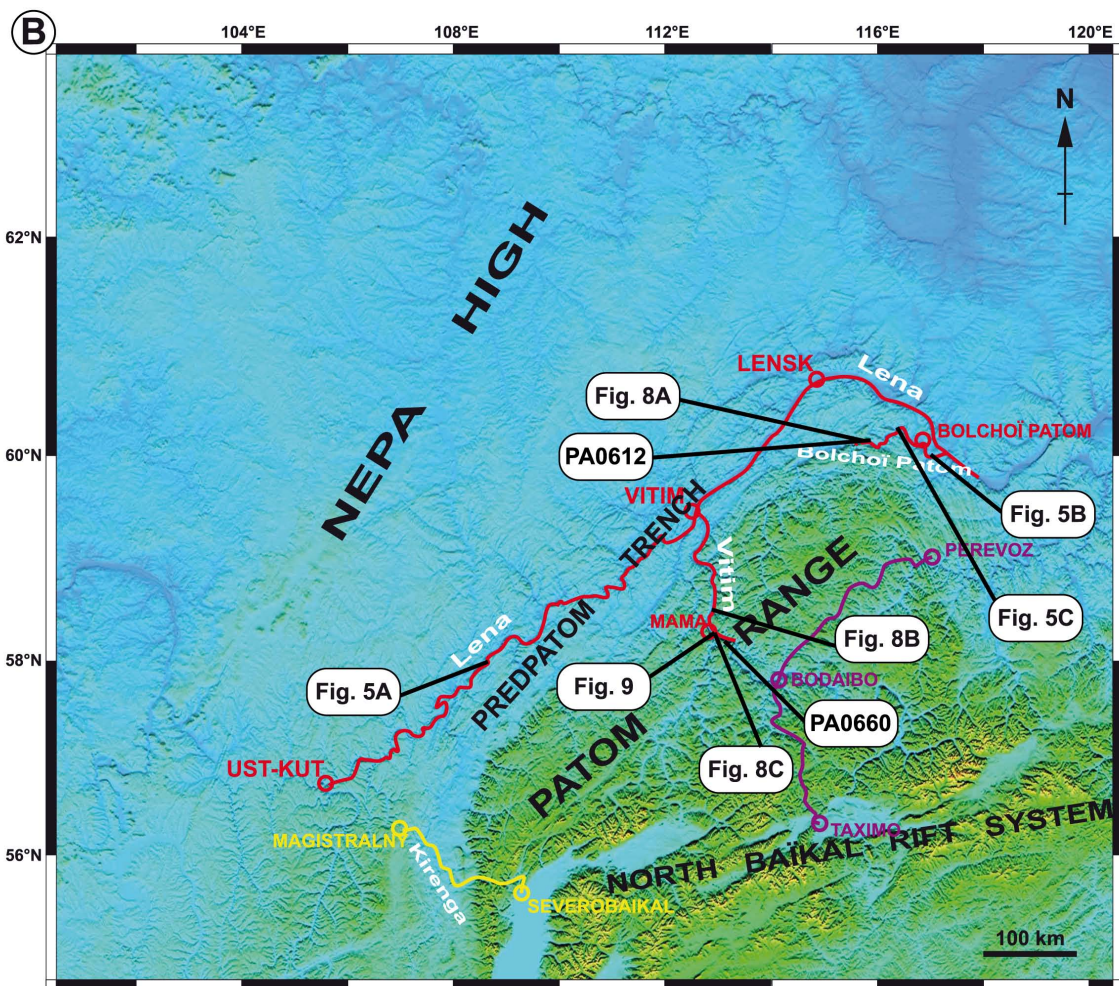 B
104°E 108°E 112°E 116°E 120°E
N
62°N
NEPA HIGH
LENSK
Lena
Fig. 8A
BOLCHOÏ PATOM
60°N
PA0612
Bolchoï Patom
VITIM
TRENCH
Fig. 5B
Vitim
PEREVOZ
RANGE
Fig. 5C
MAMA
Lena
PREDPATOM
Fig. 8B
58°N
Fig. 5A
Fig. 9
BODAIBO
PATOM
PA0660
UST-KUT
Fig. 8C
MAGISTRALNY
TAXIMO
56°N
Kirenga
NORTH BAÏKAL RIFT SYSTEM
SEVEROBAIKAL
100 km